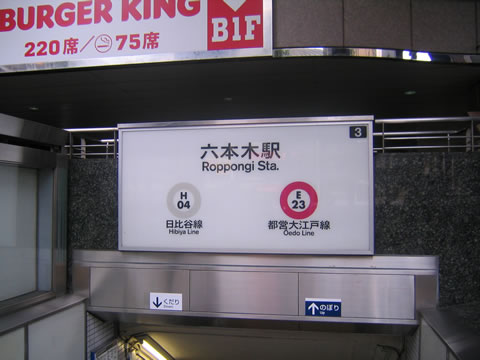 BURGER KING
220席／75席
B1F
3
六本木駅
Roppongi Sta.
H
04
日比谷線
Hibiya Line
E
23
都営大江戸線
Oedo Line
↓くだり
↑のぼり
Up